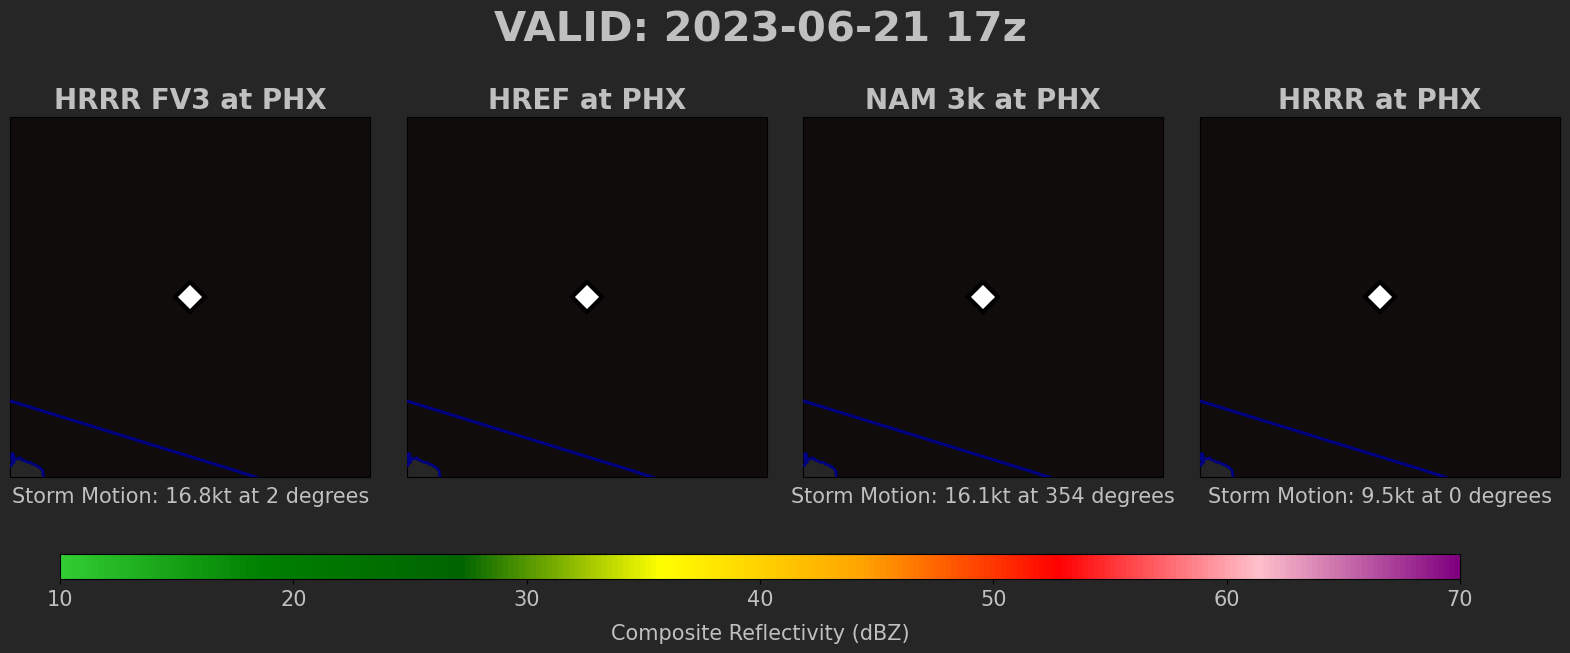 VALID: 2023-06-21 17z
HRRR FV3 at PHX
HREF at PHX
NAM 3k at PHX
HRRR at PHX
Storm Motion: 16.8kt at 2 degrees
Storm Motion: 16.1kt at 354 degrees
Storm Motion: 9.5kt at 0 degrees
10 20 30 40 50 60 70
Composite Reflectivity (dBZ)